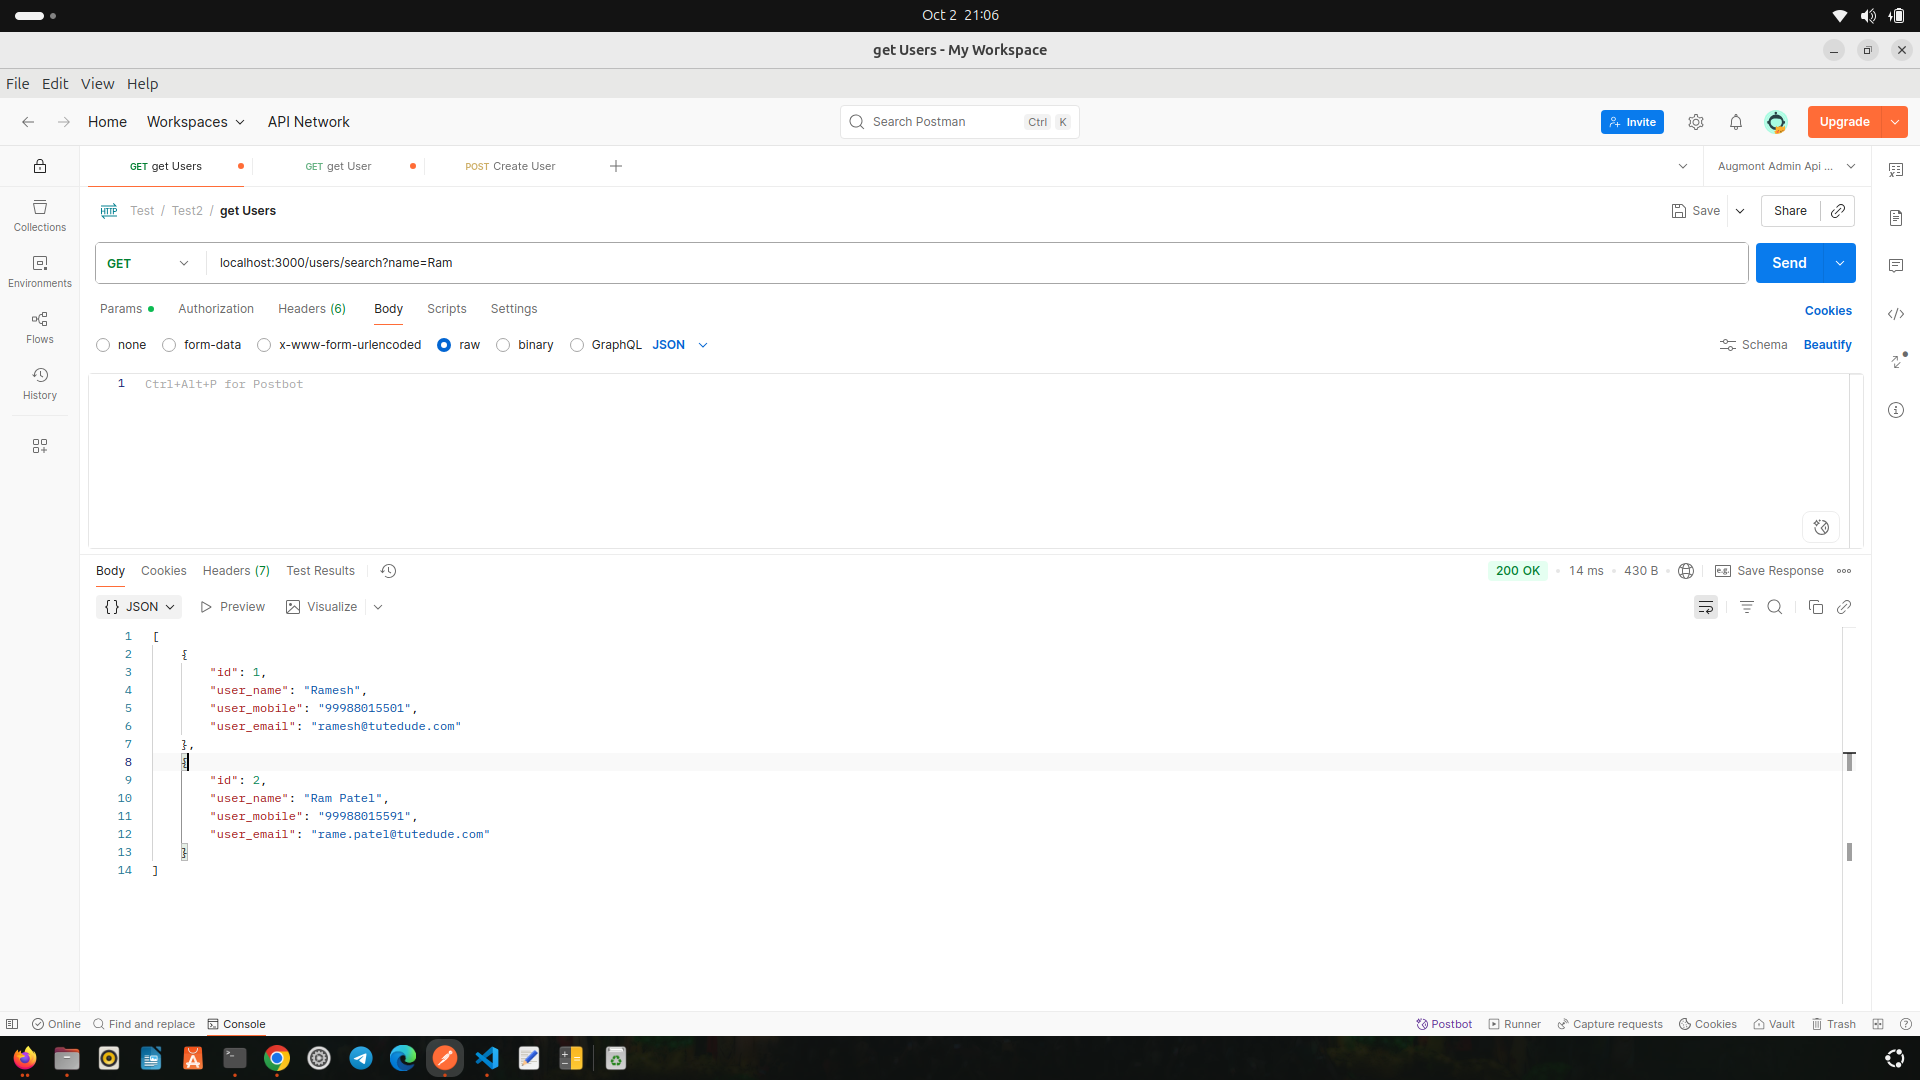 Oct 2 21:06
get Users - My Workspace
File Edit View Help
Home Workspaces API Network
Search Postman Ctrl K
Invite
Upgrade
GET get Users
GET get User
POST Create User
Augmont Admin Api ...
Collections
Environments
Flows
History
HTTP Test / Test2 / get Users
Save
Share
GET localhost:3000/users/search?name=Ram
Send
Params Authorization Headers (6) Body Scripts Settings
Cookies
none form-data x-www-form-urlencoded raw binary GraphQL JSON
Schema Beautify
1 Ctrl+Alt+P for Postbot
Body Cookies Headers (7) Test Results
200 OK • 14 ms • 430 B
e.g. Save Response
{} JSON Preview Visualize
1 [
2 {
3 "id": 1,
4 "user_name": "Ramesh",
5 "user_mobile": "99988015501",
6 "user_email": "ramesh@tutedude.com"
7 },
8 {
9 "id": 2,
10 "user_name": "Ram Patel",
11 "user_mobile": "99988015591",
12 "user_email": "rame.patel@tutedude.com"
13 }
14 ]
Online Find and replace Console
Postbot Runner Capture requests Cookies Vault Trash